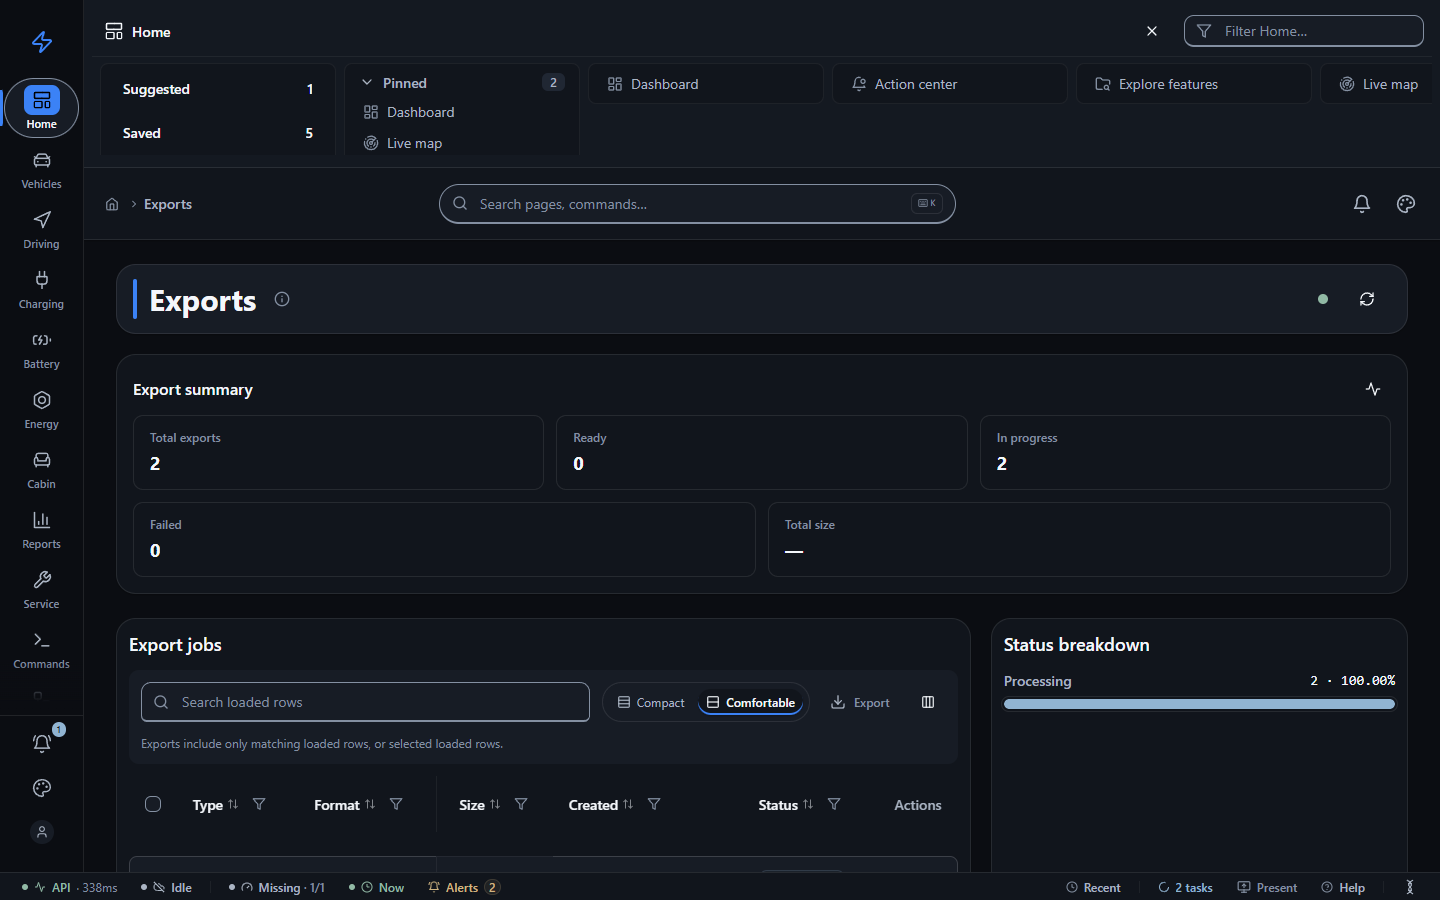 Home
Filter Home...
Suggested 1
Saved 5
Pinned 2
Dashboard
Live map
Dashboard
Action center
Explore features
Live map
Home
Vehicles
Driving
Charging
Battery
Energy
Cabin
Reports
Service
Commands
1
Exports
Search pages, commands...
K
Exports
Export summary
Total exports
2
Ready
0
In progress
2
Failed
0
Total size
—
Export jobs
Search loaded rows
Compact
Comfortable
Export
Exports include only matching loaded rows, or selected loaded rows.
Type Format Size Created Status Actions
Status breakdown
Processing 2 · 100.00%
API · 338ms
Idle
Missing · 1/1
Now
Alerts 2
Recent
2 tasks
Present
Help